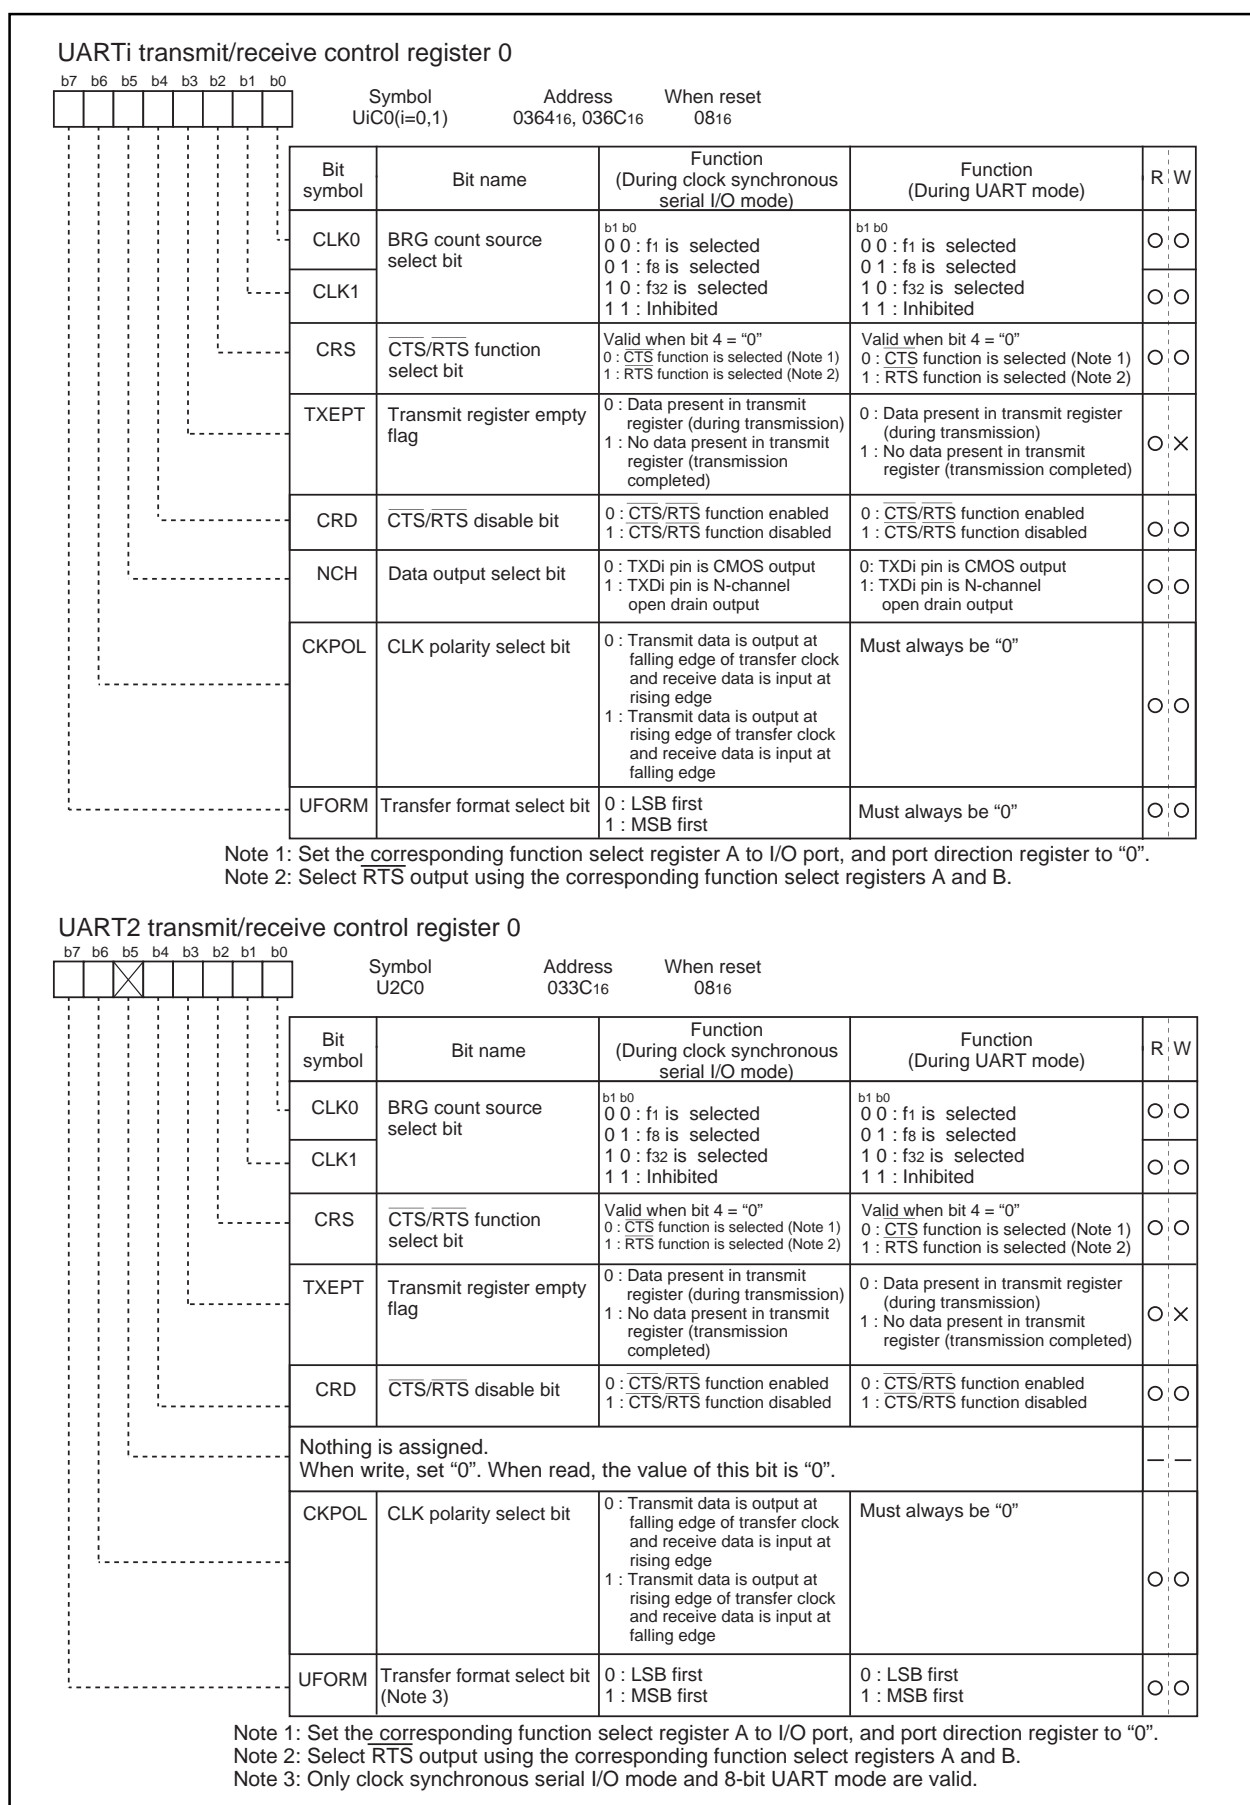 UARTi transmit/receive control register 0
b7 b6 b5 b4 b3 b2 b1 b0
Symbol Address When reset
UiC0(i=0,1) 036416, 036C16 0816
Bit symbol Bit name Function (During clock synchronous serial I/O mode) Function (During UART mode) R W
CLK0 BRG count source select bit
CLK1
b1 b0
0 0 : f1 is selected
0 1 : f8 is selected
1 0 : f32 is selected
1 1 : Inhibited
b1 b0
0 0 : f1 is selected
0 1 : f8 is selected
1 0 : f32 is selected
1 1 : Inhibited
CRS CTS/RTS function select bit
Valid when bit 4 = “0”
0 : CTS function is selected (Note 1)
1 : RTS function is selected (Note 2)
Valid when bit 4 = “0”
0 : CTS function is selected (Note 1)
1 : RTS function is selected (Note 2)
TXEPT Transmit register empty flag
0 : Data present in transmit
register (during transmission)
1 : No data present in transmit
register (transmission
completed)
0 : Data present in transmit register
(during transmission)
1 : No data present in transmit
register (transmission completed)
CRD CTS/RTS disable bit
0 : CTS/RTS function enabled
1 : CTS/RTS function disabled
0 : CTS/RTS function enabled
1 : CTS/RTS function disabled
NCH Data output select bit
0 : TXDi pin is CMOS output
1 : TXDi pin is N-channel
open drain output
0: TXDi pin is CMOS output
1: TXDi pin is N-channel
open drain output
CKPOL CLK polarity select bit
0 : Transmit data is output at
falling edge of transfer clock
and receive data is input at
rising edge
1 : Transmit data is output at
rising edge of transfer clock
and receive data is input at
falling edge
Must always be “0”
UFORM Transfer format select bit
0 : LSB first
1 : MSB first
Must always be “0”
Note 1: Set the corresponding function select register A to I/O port, and port direction register to “0”.
Note 2: Select RTS output using the corresponding function select registers A and B.
UART2 transmit/receive control register 0
b7 b6 b5 b4 b3 b2 b1 b0
Symbol Address When reset
U2C0 033C16 0816
Bit symbol Bit name Function (During clock synchronous serial I/O mode) Function (During UART mode) R W
CLK0 BRG count source select bit
CLK1
b1 b0
0 0 : f1 is selected
0 1 : f8 is selected
1 0 : f32 is selected
1 1 : Inhibited
b1 b0
0 0 : f1 is selected
0 1 : f8 is selected
1 0 : f32 is selected
1 1 : Inhibited
CRS CTS/RTS function select bit
Valid when bit 4 = “0”
0 : CTS function is selected (Note 1)
1 : RTS function is selected (Note 2)
Valid when bit 4 = “0”
0 : CTS function is selected (Note 1)
1 : RTS function is selected (Note 2)
TXEPT Transmit register empty flag
0 : Data present in transmit
register (during transmission)
1 : No data present in transmit
register (transmission
completed)
0 : Data present in transmit register
(during transmission)
1 : No data present in transmit
register (transmission completed)
CRD CTS/RTS disable bit
0 : CTS/RTS function enabled
1 : CTS/RTS function disabled
0 : CTS/RTS function enabled
1 : CTS/RTS function disabled
Nothing is assigned.
When write, set “0”. When read, the value of this bit is “0”.
CKPOL CLK polarity select bit
0 : Transmit data is output at
falling edge of transfer clock
and receive data is input at
rising edge
1 : Transmit data is output at
rising edge of transfer clock
and receive data is input at
falling edge
Must always be “0”
UFORM Transfer format select bit (Note 3)
0 : LSB first
1 : MSB first
0 : LSB first
1 : MSB first
Note 1: Set the corresponding function select register A to I/O port, and port direction register to “0”.
Note 2: Select RTS output using the corresponding function select registers A and B.
Note 3: Only clock synchronous serial I/O mode and 8-bit UART mode are valid.